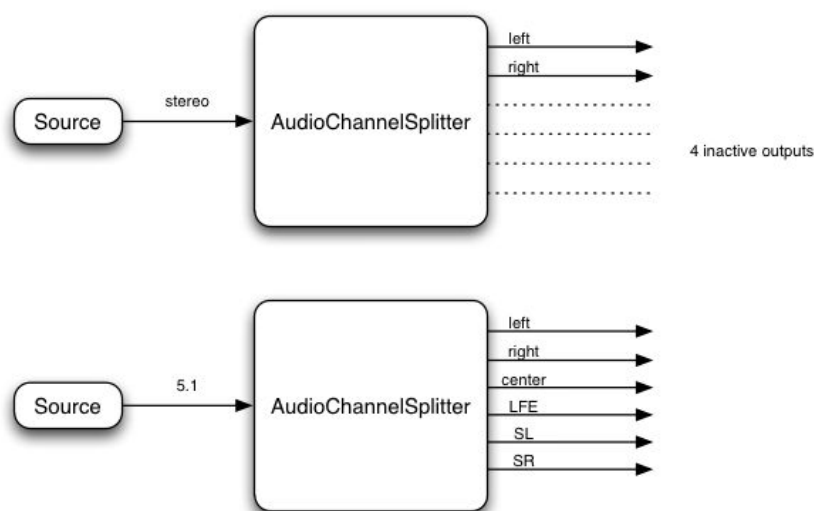 left
right
stereo
Source
AudioChannelSplitter
4 inactive outputs
left
right
5.1
center
Source
AudioChannelSplitter
LFE
SL
SR